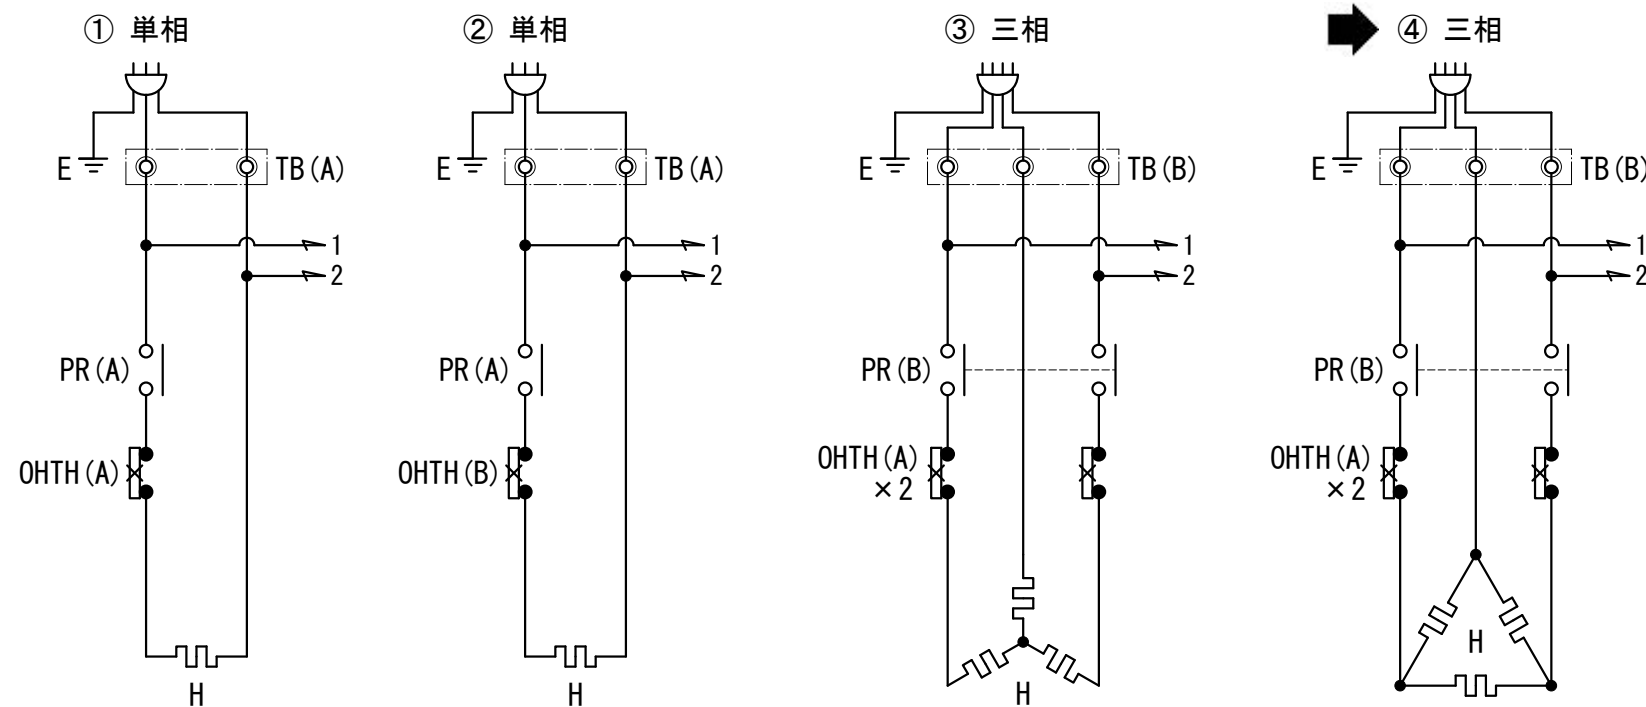 ① 単相
② 単相
③ 三相
④ 三相
E
TB(A)
E
TB(A)
E
TB(B)
E
TB(B)
1
2
1
2
1
2
1
2
PR(A)
PR(A)
PR(B)
PR(B)
OHTH(A)
OHTH(B)
OHTH(A)
×2
OHTH(A)
×2
H
H
H
H